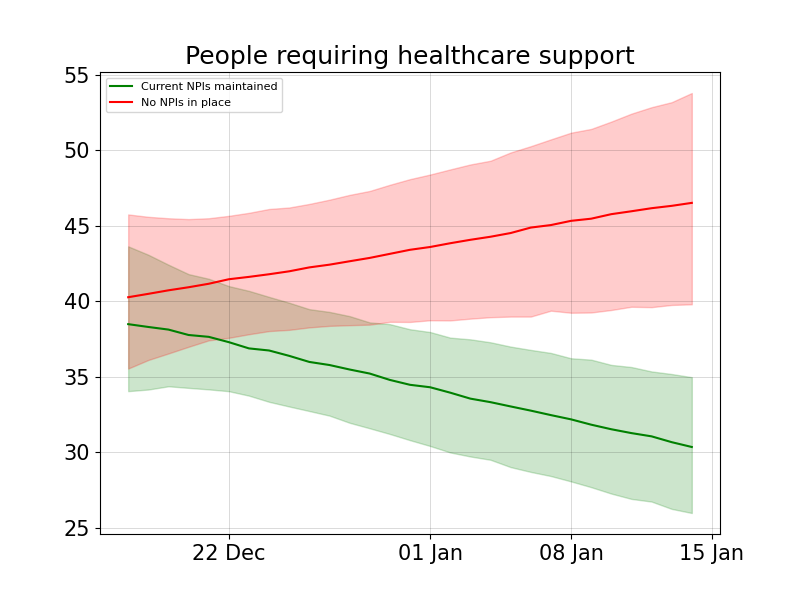 People requiring healthcare support
55
Current NPIs maintained
No NPIs in place
50
45
40
35
30
25
22 Dec
01 Jan
08 Jan
15 Jan